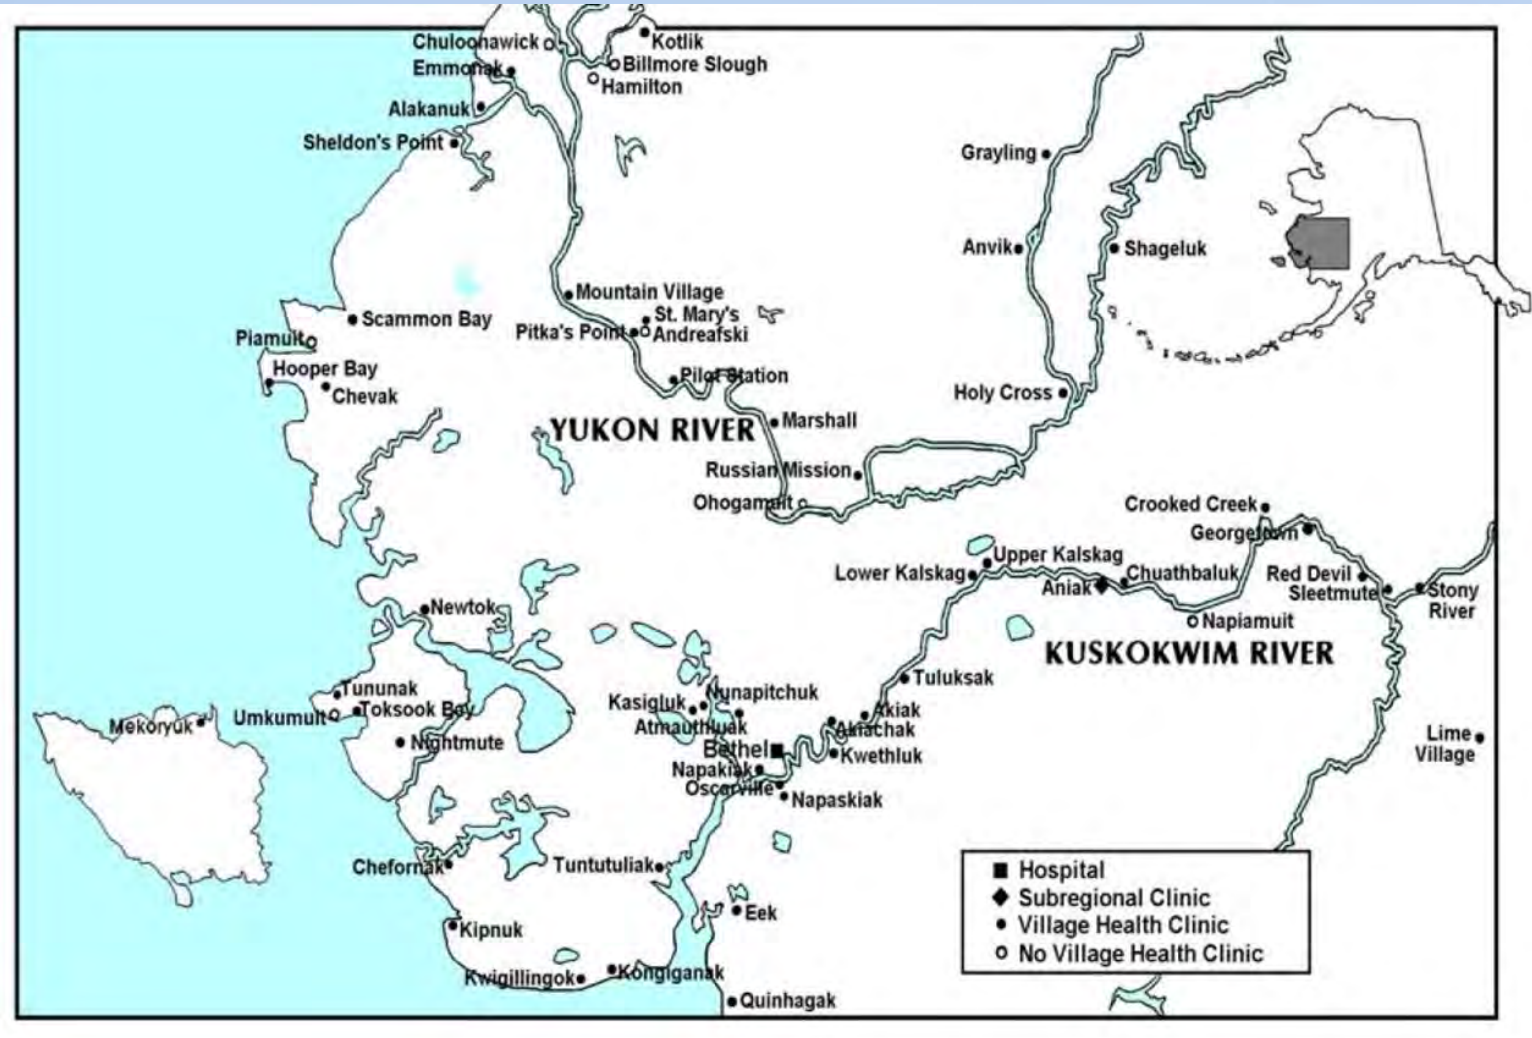 Chuloonawick
Kotlik
Billmore Slough
Emmonak
Hamilton
Alakanuk
Sheldon's Point
Grayling
Anvik
Shageluk
Mountain Village
St. Mary's
Pitka's Point
Andreafski
Scammon Bay
Piamuit
Hooper Bay
Chevak
Pilot Station
Holy Cross
Marshall
YUKON RIVER
Russian Mission
Ohogamuit
Crooked Creek
Georgetown
Upper Kalskag
Lower Kalskag
Aniak
Chuathbaluk
Red Devil
Sleetmute
Stony
River
Napiamuit
KUSKOKWIM RIVER
Newtok
Tuluksak
Tununak
Umkumuit
Toksook Bay
Mekoryuk
Nightmute
Kasigluk
Nunapitchuk
Atmauthluak
Akiak
Akiachak
Bethel
Kwethluk
Napakiak
Oscarville
Napaskiak
Lime
Village
Chefornak
Tuntutuliak
Eek
Kipnuk
Kwigillingok
Kongiganak
Quinhagak
Hospital
Subregional Clinic
Village Health Clinic
No Village Health Clinic